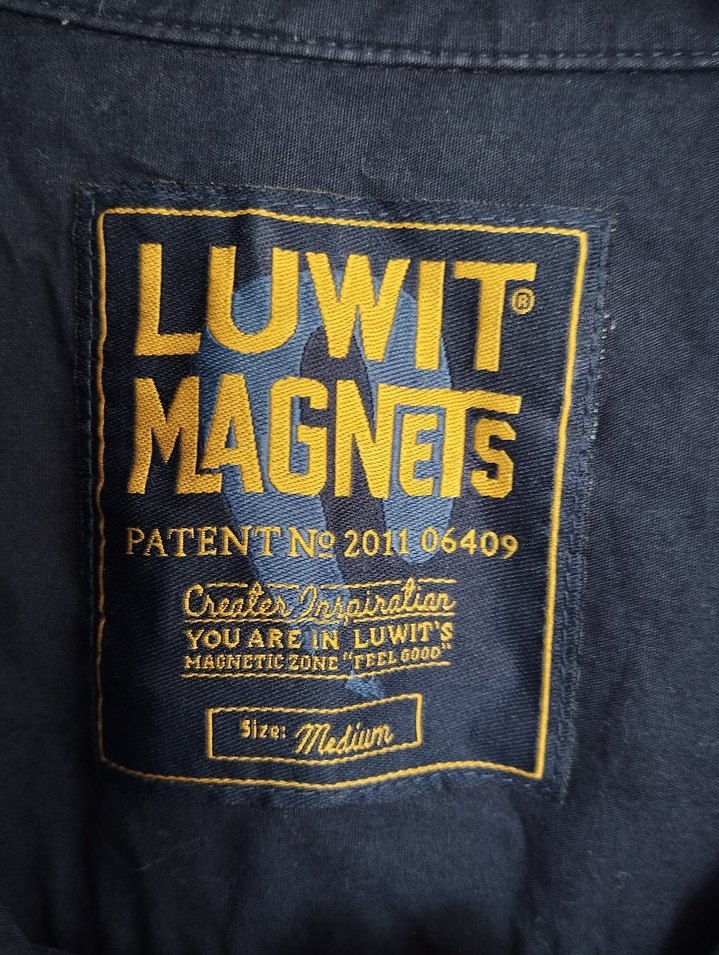 LUWIT®
MAGNETS
PATENT Nº 2011 06409
Creater Inspiration
YOU ARE IN LUWIT'S
MAGNETIC ZONE "FEEL GOOD"
Size: Medium